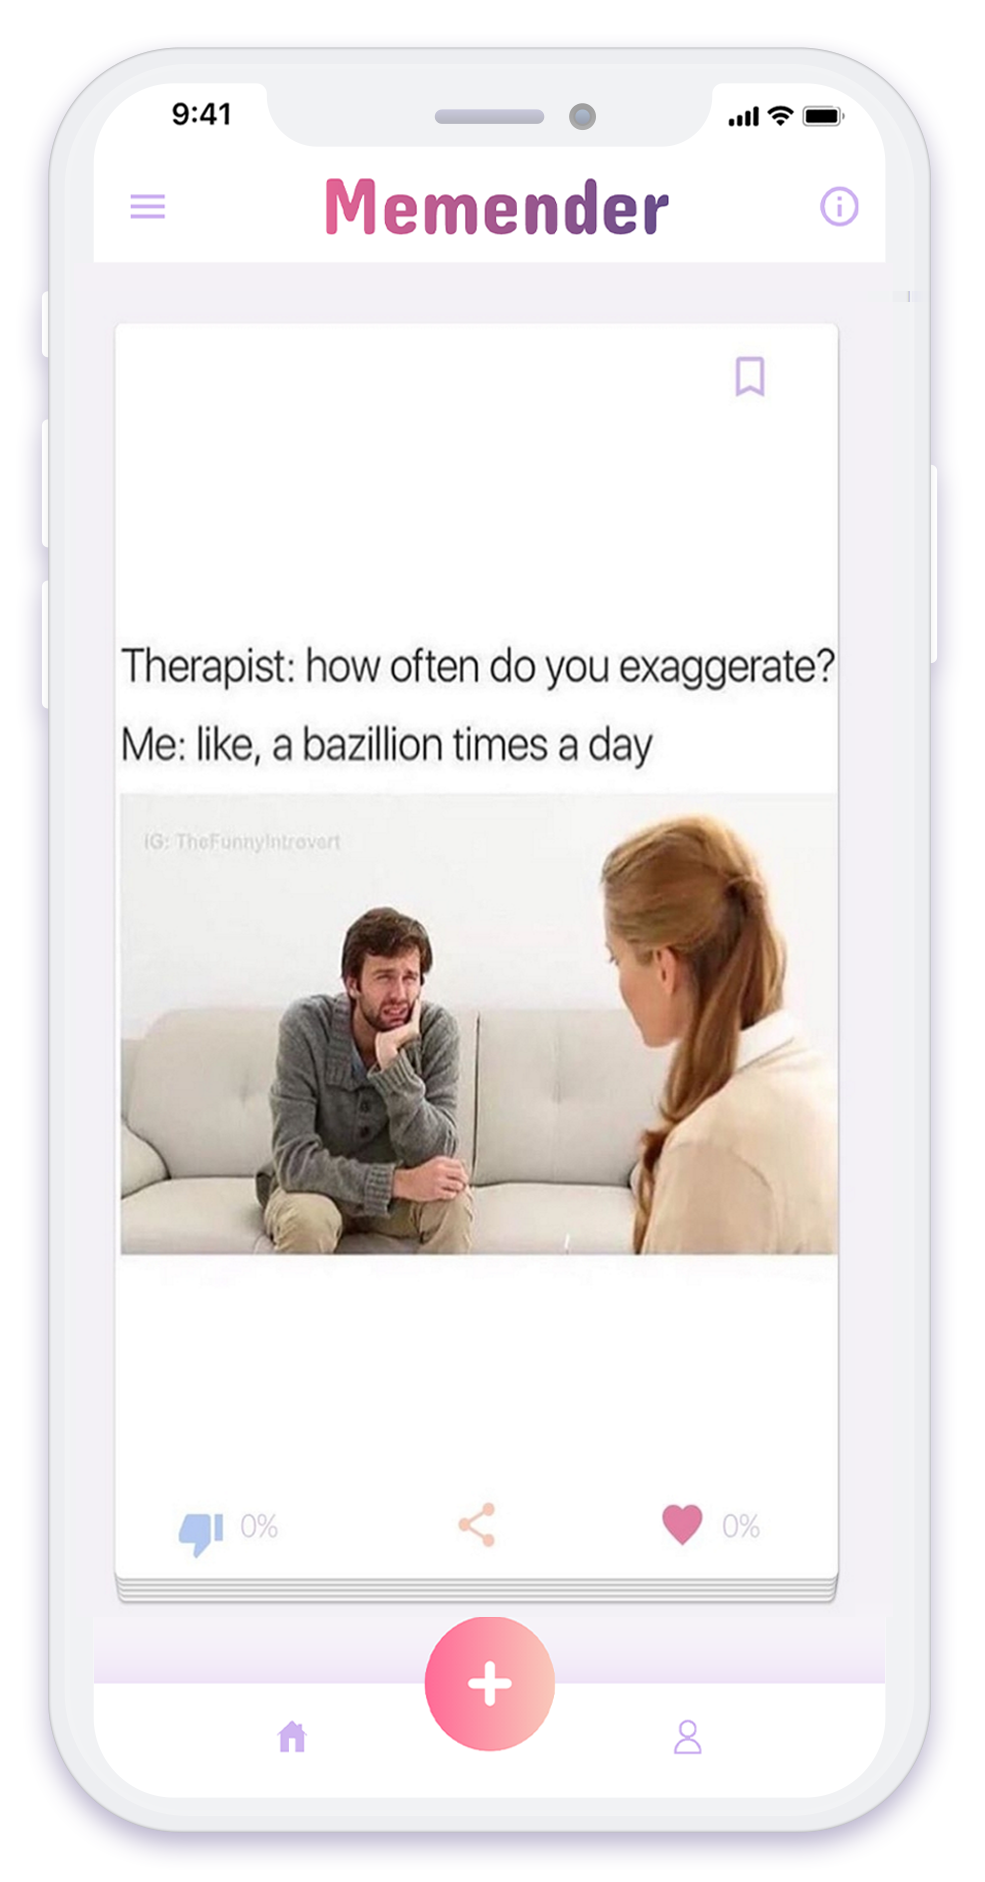 9:41
Memender
Therapist: how often do you exaggerate?
Me: like, a bazillion times a day
IG: TheFunnyIntrovert
0%
0%